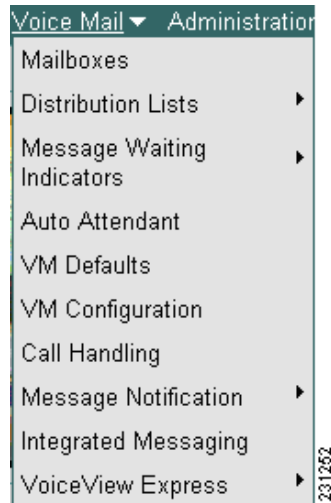 Voice Mail Administration
Mailboxes
Distribution Lists
Message Waiting
Indicators
Auto Attendant
VM Defaults
VM Configuration
Call Handling
Message Notification
Integrated Messaging
VoiceView Express
231252